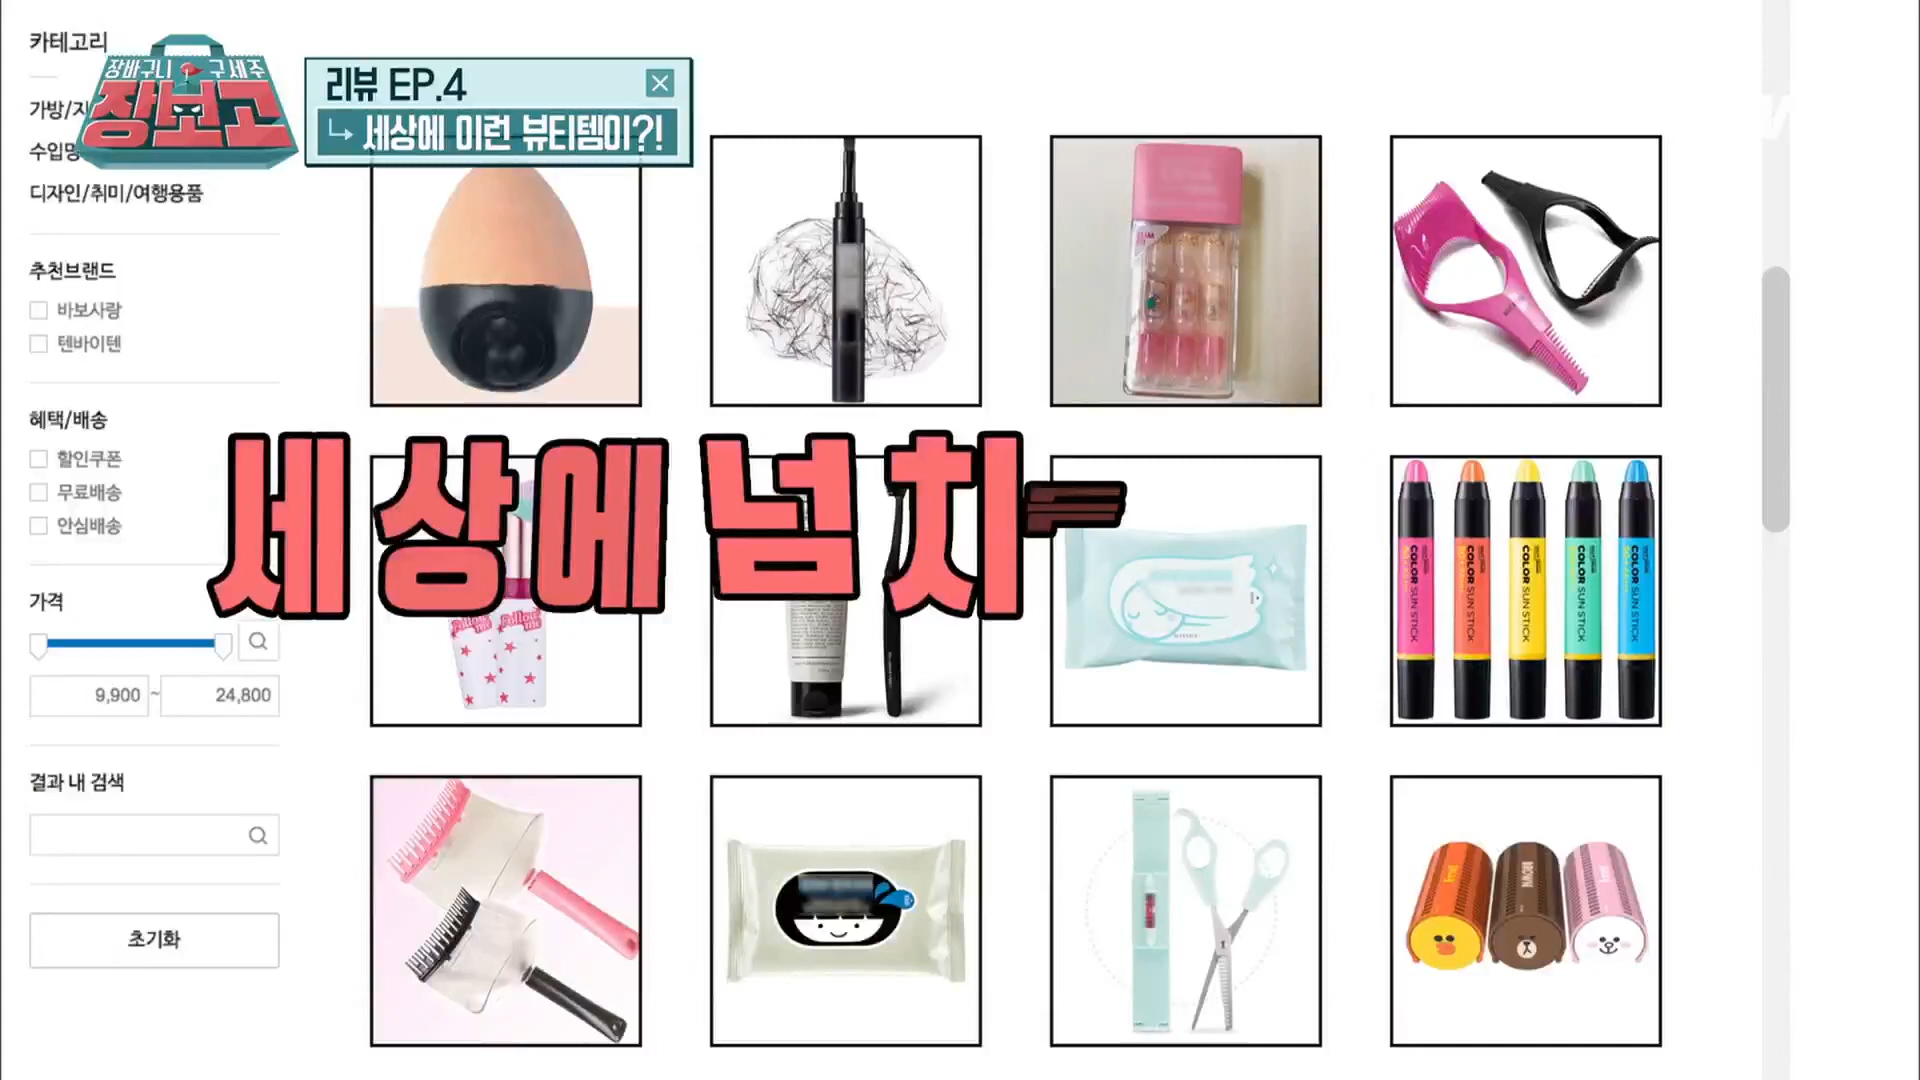 카테고리
장바구니 구세주
장보고
리뷰 EP.4
세상에 이런 뷰티템이?!
가방/지
수입명
디자인/취미/여행용품
추천브랜드
바보사랑
텐바이텐
혜택/배송
할인쿠폰
무료배송
안심배송
가격
9,900 ~ 24,800
결과 내 검색
초기화
세상에 넘치
Follow me
Follow me
COLOR SUN STICK
COLOR SUN STICK
COLOR SUN STICK
COLOR SUN STICK
COLOR SUN STICK